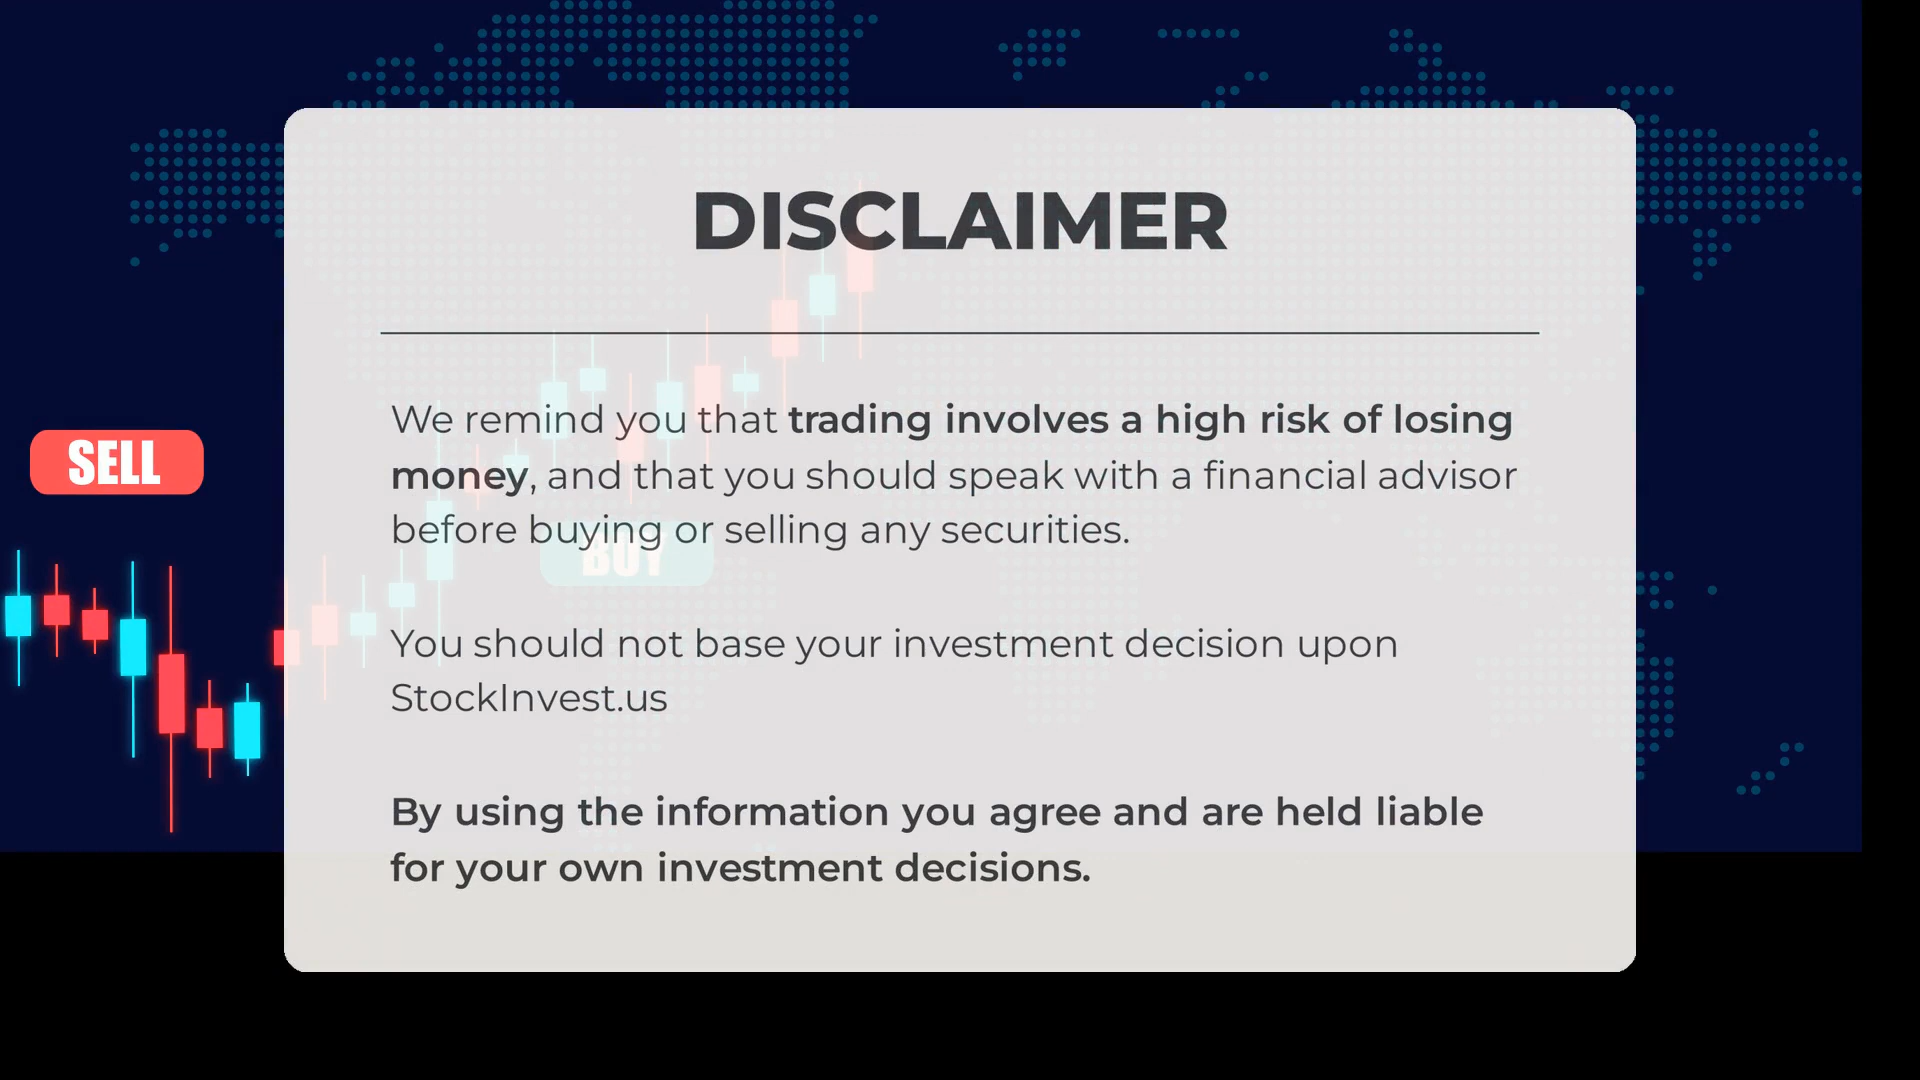 DISCLAIMER
We remind you that trading involves a high risk of losing
money, and that you should speak with a financial advisor
before buying or selling any securities.
SELL
BUY
You should not base your investment decision upon
StockInvest.us
By using the information you agree and are held liable
for your own investment decisions.